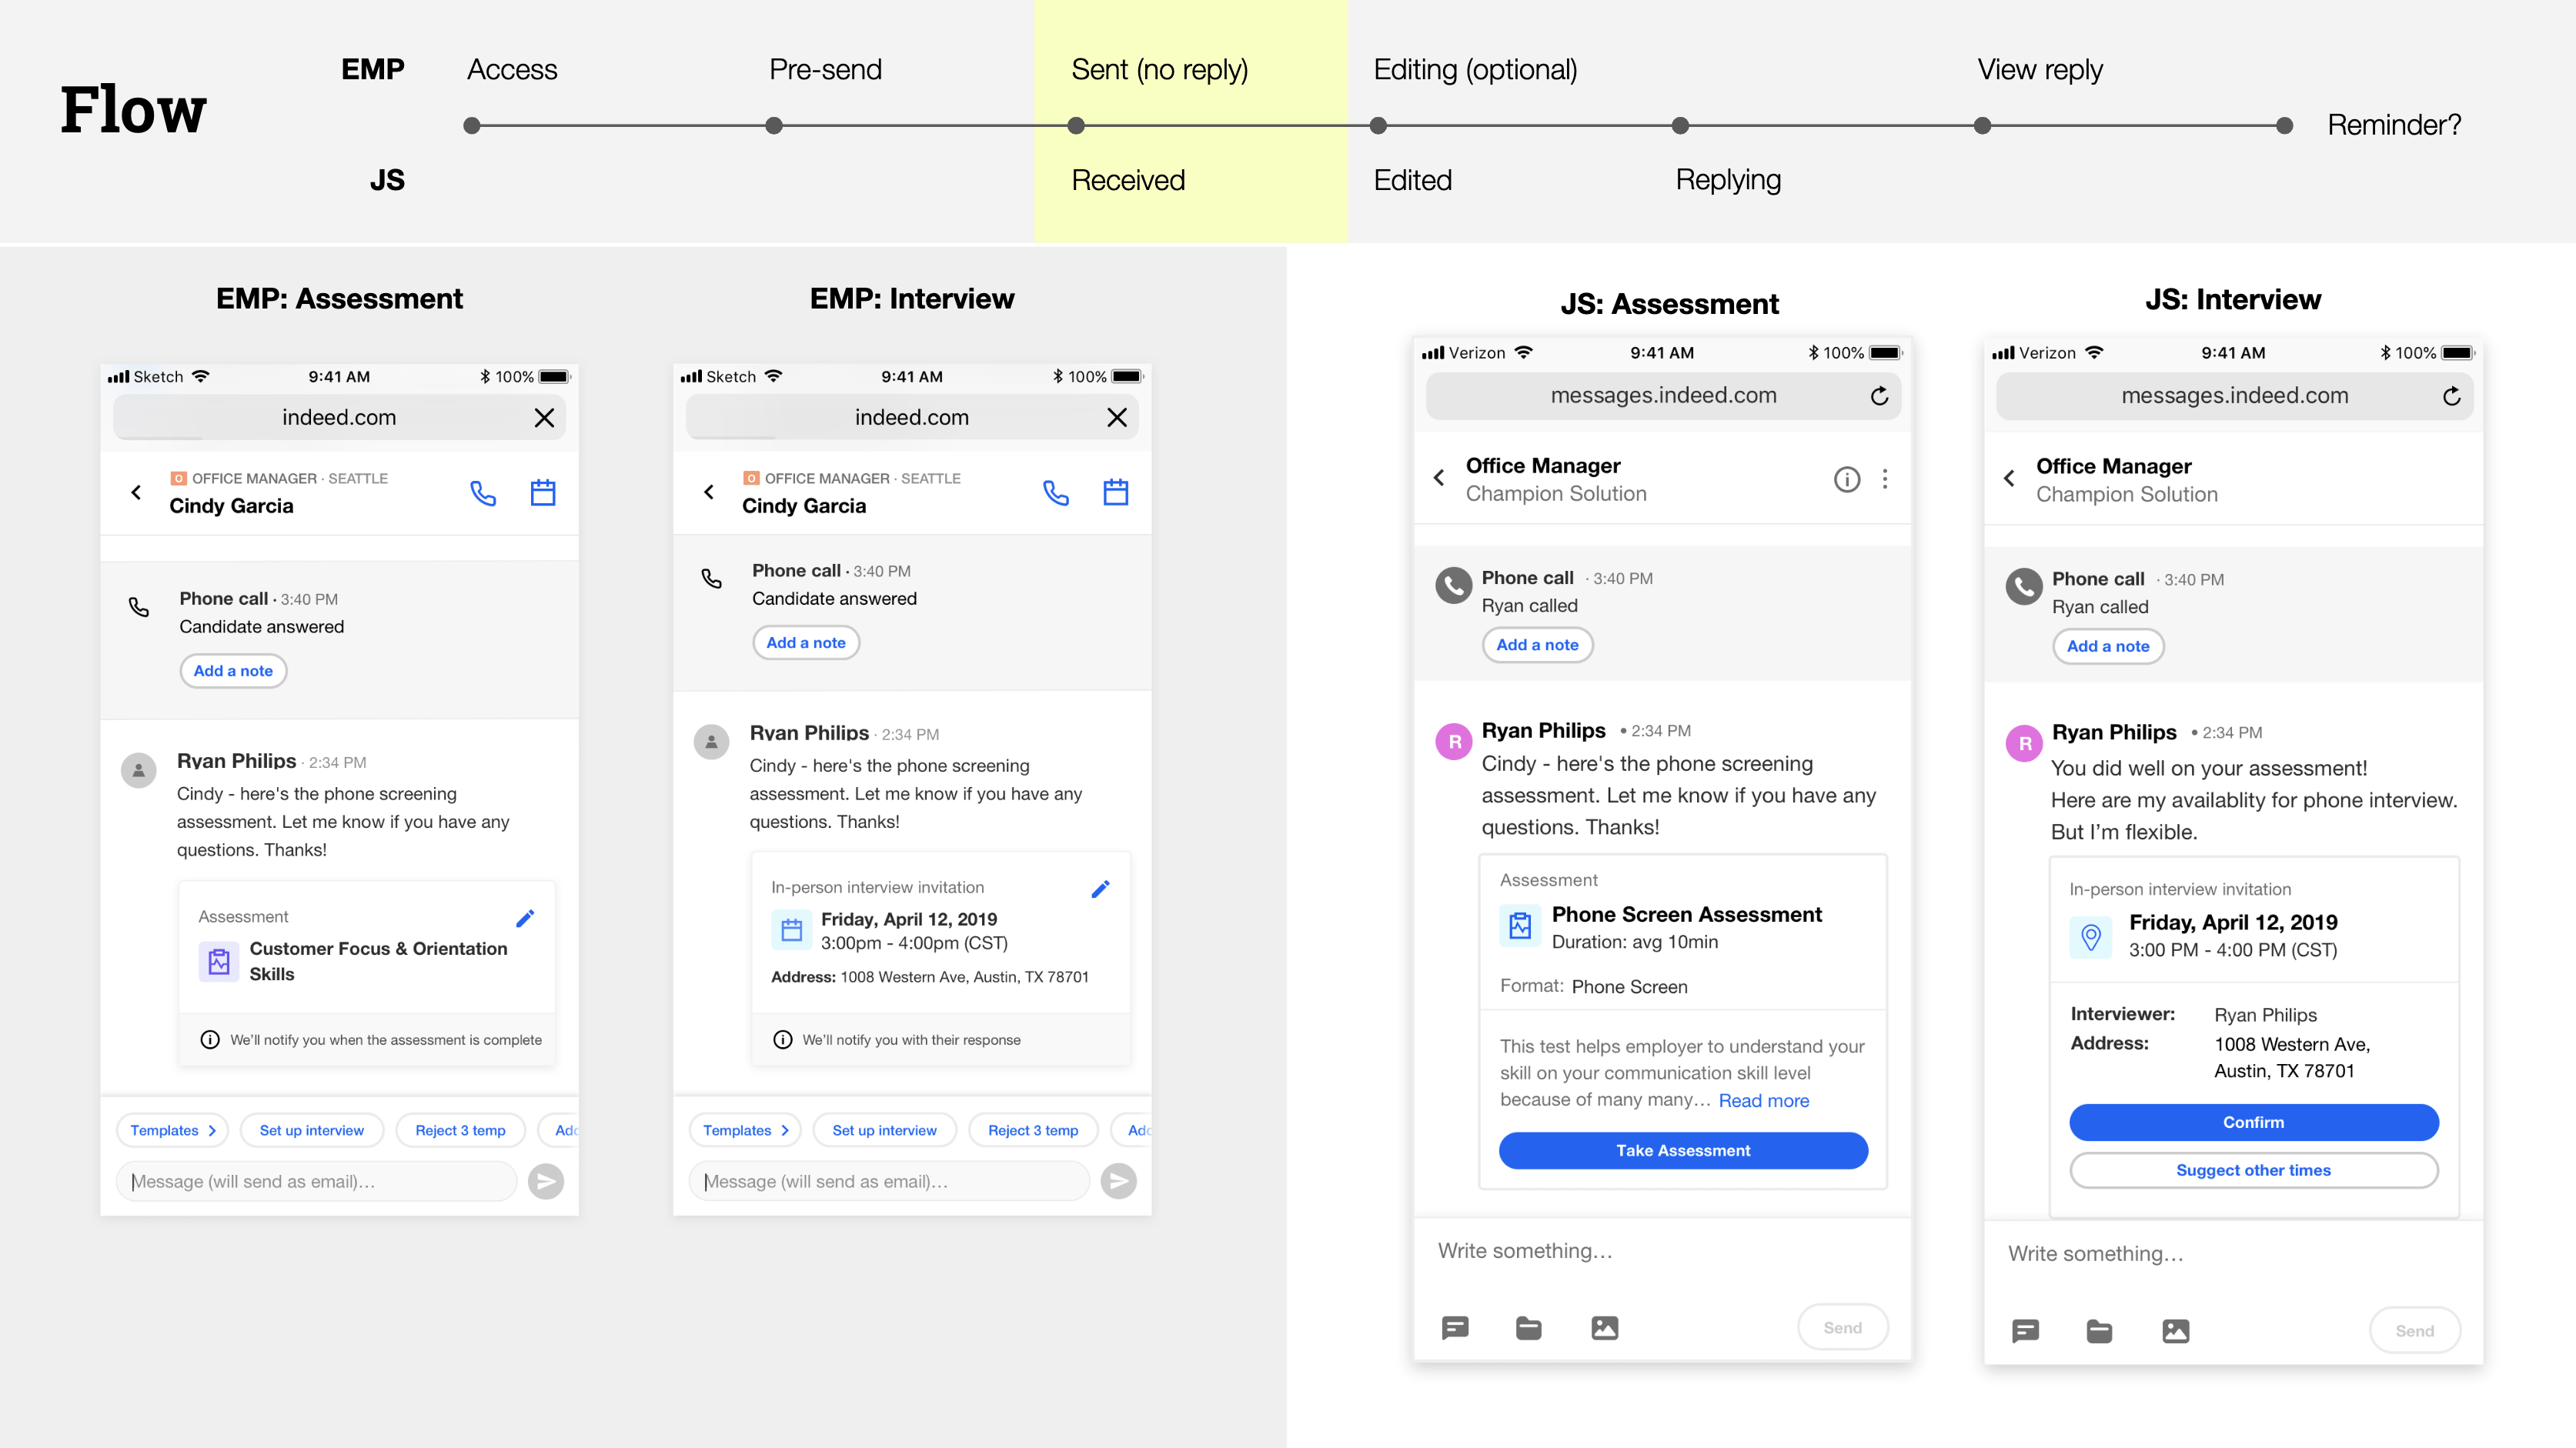 Flow
EMP
Access
Pre-send
Sent (no reply)
Editing (optional)
View reply
Reminder?
JS
Received
Edited
Replying
EMP: Assessment
Sketch 9:41 AM 100%
indeed.com
O OFFICE MANAGER · SEATTLE
Cindy Garcia
Phone call · 3:40 PM
Candidate answered
Add a note
Ryan Philips · 2:34 PM
Cindy - here's the phone screening
assessment. Let me know if you have any
questions. Thanks!
Assessment
Customer Focus & Orientation
Skills
We'll notify you when the assessment is complete
Templates > Set up interview Reject 3 temp Add
Message (will send as email)...
EMP: Interview
Sketch 9:41 AM 100%
indeed.com
O OFFICE MANAGER · SEATTLE
Cindy Garcia
Phone call · 3:40 PM
Candidate answered
Add a note
Ryan Philips · 2:34 PM
Cindy - here's the phone screening
assessment. Let me know if you have any
questions. Thanks!
In-person interview invitation
Friday, April 12, 2019
3:00pm - 4:00pm (CST)
Address: 1008 Western Ave, Austin, TX 78701
We'll notify you with their response
Templates > Set up interview Reject 3 temp Add
Message (will send as email)...
JS: Assessment
Verizon 9:41 AM 100%
messages.indeed.com
Office Manager
Champion Solution
Phone call · 3:40 PM
Ryan called
Add a note
R Ryan Philips • 2:34 PM
Cindy - here's the phone screening
assessment. Let me know if you have any
questions. Thanks!
Assessment
Phone Screen Assessment
Duration: avg 10min
Format: Phone Screen
This test helps employer to understand your
skill on your communication skill level
because of many many... Read more
Take Assessment
Write something...
Send
JS: Interview
Verizon 9:41 AM 100%
messages.indeed.com
Office Manager
Champion Solution
Phone call · 3:40 PM
Ryan called
Add a note
R Ryan Philips • 2:34 PM
You did well on your assessment!
Here are my availablity for phone interview.
But I'm flexible.
In-person interview invitation
Friday, April 12, 2019
3:00 PM - 4:00 PM (CST)
Interviewer: Ryan Philips
Address: 1008 Western Ave,
Austin, TX 78701
Confirm
Suggest other times
Write something...
Send